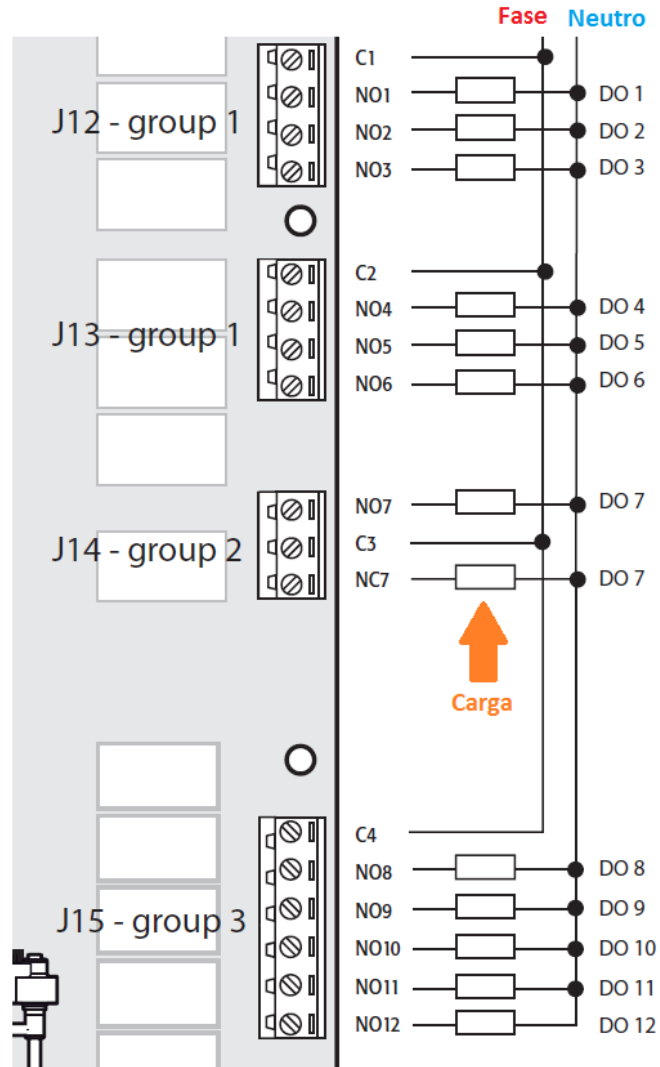 Fase Neutro
C1
NO1 DO 1
J12 - group 1
NO2 DO 2
NO3 DO 3
C2
NO4 DO 4
J13 - group 1
NO5 DO 5
NO6 DO 6
NO7 DO 7
J14 - group 2
C3
NC7 DO 7
Carga
C4
NO8 DO 8
NO9 DO 9
J15 - group 3
NO10 DO 10
NO11 DO 11
NO12 DO 12